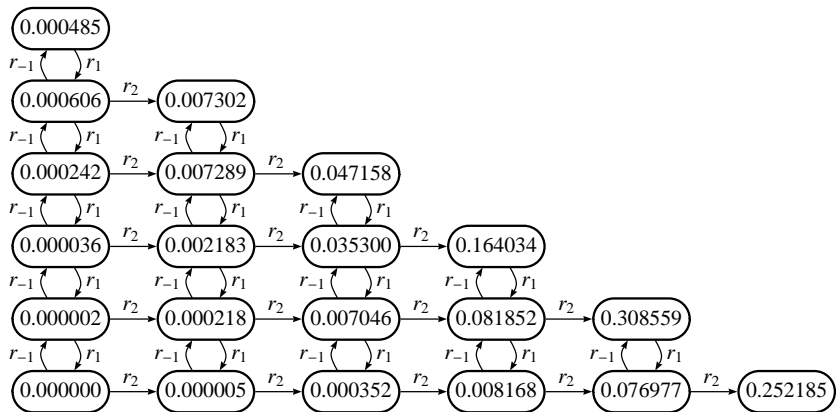 0.000485
r₋₁ r₁
0.000606 r₂ 0.007302
r₋₁ r₁ r₋₁ r₁
0.000242 r₂ 0.007289 r₂ 0.047158
r₋₁ r₁ r₋₁ r₁ r₋₁ r₁
0.000036 r₂ 0.002183 r₂ 0.035300 r₂ 0.164034
r₋₁ r₁ r₋₁ r₁ r₋₁ r₁ r₋₁ r₁
0.000002 r₂ 0.000218 r₂ 0.007046 r₂ 0.081852 r₂ 0.308559
r₋₁ r₁ r₋₁ r₁ r₋₁ r₁ r₋₁ r₁ r₋₁ r₁
0.000000 r₂ 0.000005 r₂ 0.000352 r₂ 0.008168 r₂ 0.076977 r₂ 0.252185